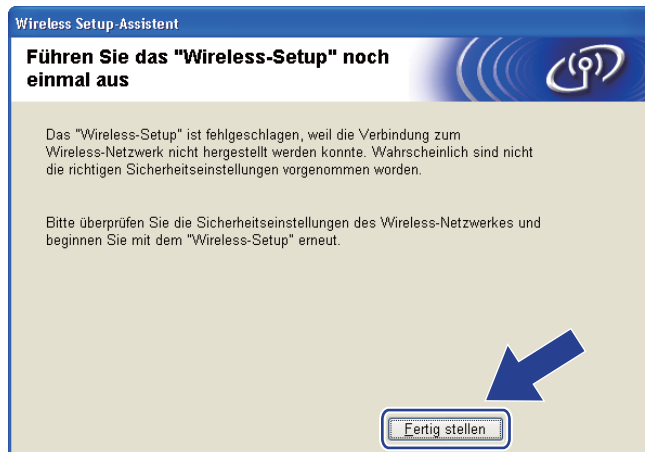 Wireless Setup-Assistent
Führen Sie das "Wireless-Setup" noch
einmal aus
Das "Wireless-Setup" ist fehlgeschlagen, weil die Verbindung zum
Wireless-Netzwerk nicht hergestellt werden konnte. Wahrscheinlich sind nicht
die richtigen Sicherheitseinstellungen vorgenommen worden.
Bitte überprüfen Sie die Sicherheitseinstellungen des Wireless-Netzwerkes und
beginnen Sie mit dem "Wireless-Setup" erneut.
Fertig stellen